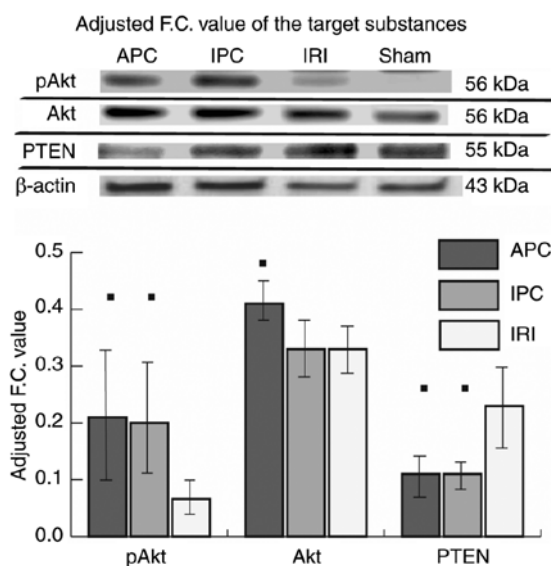 Adjusted F.C. value of the target substances
APC IPC IRI Sham
pAkt 56 kDa
Akt 56 kDa
PTEN 55 kDa
β-actin 43 kDa
0.5
0.4
0.3
0.2
0.1
0.0
Adjusted F.C. value
APC
IPC
IRI
pAkt Akt PTEN